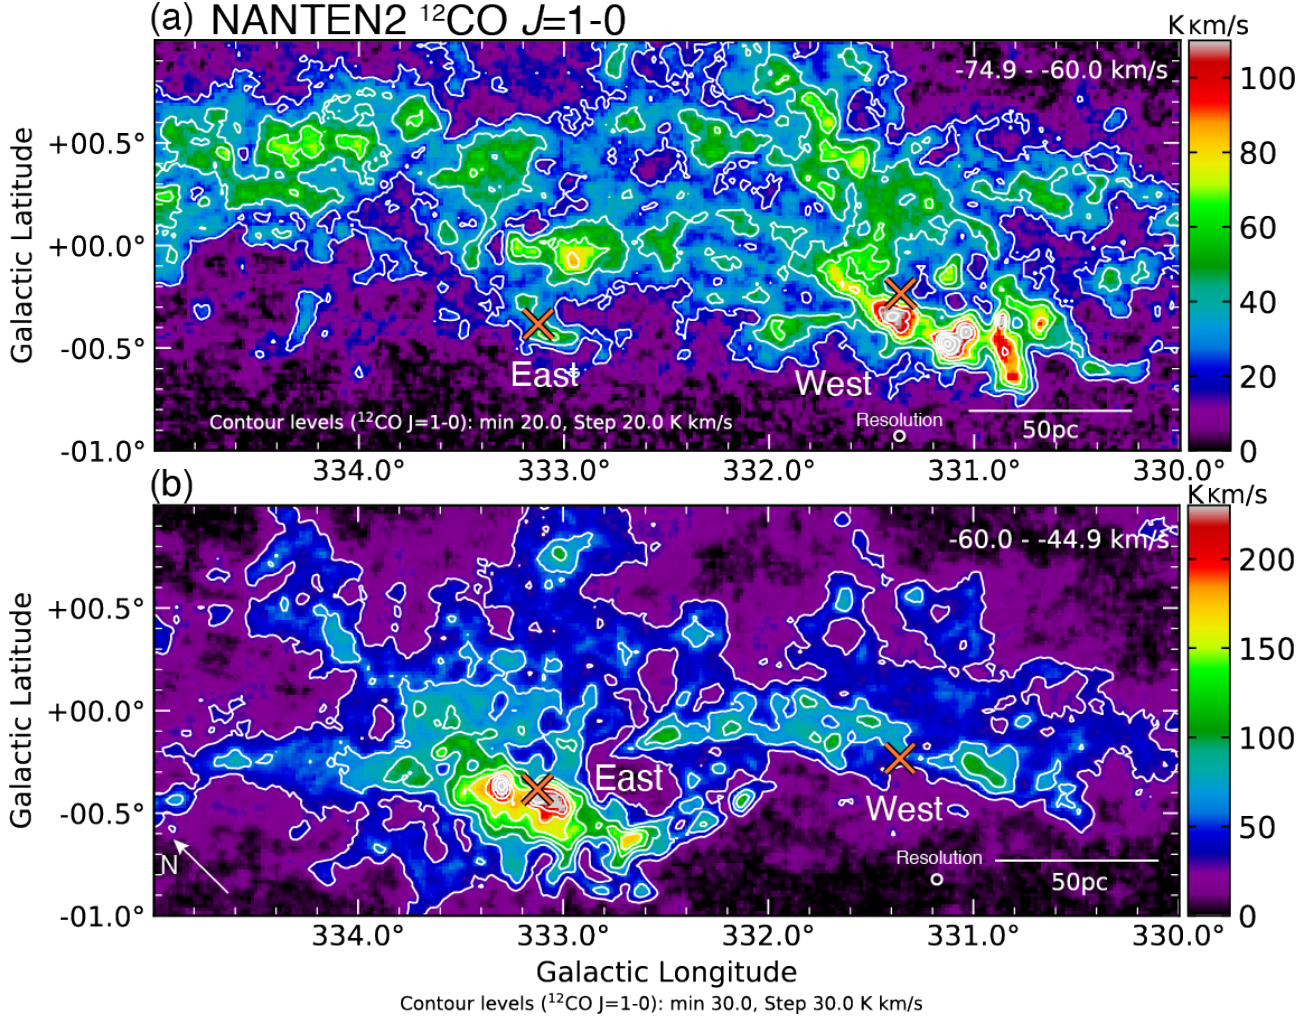 (a) NANTEN2 ¹²CO J=1-0
K km/s
-74.9 - -60.0 km/s
100
80
60
40
20
0
Galactic Latitude
+00.5°
+00.0°
-00.5°
-01.0°
East
West
Contour levels (¹²CO J=1-0): min 20.0, Step 20.0 K km/s
Resolution
50pc
334.0°
333.0°
332.0°
331.0°
330.0°
(b)
K km/s
-60.0 - -44.9 km/s
200
150
100
50
0
Galactic Latitude
+00.5°
+00.0°
-00.5°
-01.0°
East
West
N
Resolution
50pc
334.0°
333.0°
332.0°
331.0°
330.0°
Galactic Longitude
Contour levels (¹²CO J=1-0): min 30.0, Step 30.0 K km/s